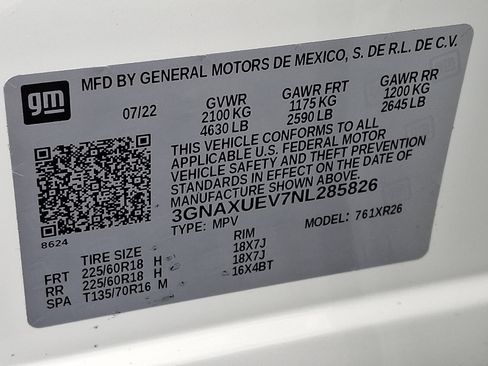 gm
MFD BY GENERAL MOTORS DE MEXICO, S. DE R.L. DE C.V.
07/22 GVWR GAWR FRT GAWR RR
2100 KG 1175 KG 1200 KG
4630 LB 2590 LB 2645 LB
THIS VEHICLE CONFORMS TO ALL
APPLICABLE U.S. FEDERAL MOTOR
VEHICLE SAFETY AND THEFT PREVENTION
STANDARDS IN EFFECT ON THE DATE OF
MANUFACTURE SHOWN ABOVE.
3GNAXUEV7NL285826
TYPE: MPV MODEL: 761XR26
8624
TIRE SIZE RIM
FRT 225/60R18 H 18X7J
RR 225/60R18 H 18X7J
SPA T135/70R16 M 16X4BT